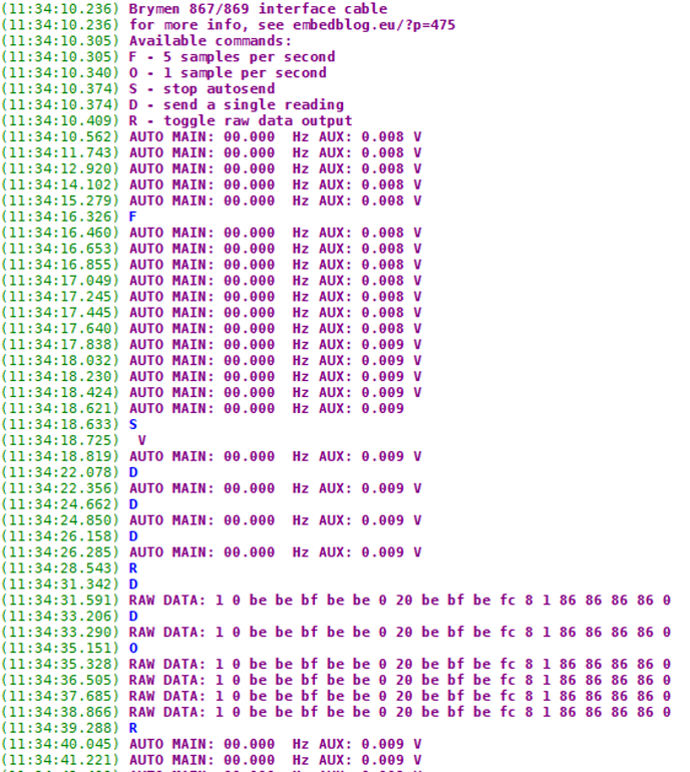 (11:34:10.236) Brymen 867/869 interface cable
(11:34:10.236) for more info, see embedblog.eu/?p=475
(11:34:10.305) Available commands:
(11:34:10.305) F - 5 samples per second
(11:34:10.340) O - 1 sample per second
(11:34:10.374) S - stop autosend
(11:34:10.374) D - send a single reading
(11:34:10.409) R - toggle raw data output
(11:34:10.562) AUTO MAIN: 00.000  Hz AUX: 0.008 V
(11:34:11.743) AUTO MAIN: 00.000  Hz AUX: 0.008 V
(11:34:12.920) AUTO MAIN: 00.000  Hz AUX: 0.008 V
(11:34:14.102) AUTO MAIN: 00.000  Hz AUX: 0.008 V
(11:34:15.279) AUTO MAIN: 00.000  Hz AUX: 0.008 V
(11:34:16.326) F
(11:34:16.460) AUTO MAIN: 00.000  Hz AUX: 0.008 V
(11:34:16.653) AUTO MAIN: 00.000  Hz AUX: 0.008 V
(11:34:16.855) AUTO MAIN: 00.000  Hz AUX: 0.008 V
(11:34:17.049) AUTO MAIN: 00.000  Hz AUX: 0.008 V
(11:34:17.245) AUTO MAIN: 00.000  Hz AUX: 0.008 V
(11:34:17.445) AUTO MAIN: 00.000  Hz AUX: 0.008 V
(11:34:17.640) AUTO MAIN: 00.000  Hz AUX: 0.008 V
(11:34:17.838) AUTO MAIN: 00.000  Hz AUX: 0.009 V
(11:34:18.032) AUTO MAIN: 00.000  Hz AUX: 0.009 V
(11:34:18.230) AUTO MAIN: 00.000  Hz AUX: 0.009 V
(11:34:18.424) AUTO MAIN: 00.000  Hz AUX: 0.009 V
(11:34:18.621) AUTO MAIN: 00.000  Hz AUX: 0.009
(11:34:18.633) S
(11:34:18.725)  V
(11:34:18.819) AUTO MAIN: 00.000  Hz AUX: 0.009 V
(11:34:22.078) D
(11:34:22.356) AUTO MAIN: 00.000  Hz AUX: 0.009 V
(11:34:24.662) D
(11:34:24.850) AUTO MAIN: 00.000  Hz AUX: 0.009 V
(11:34:26.158) D
(11:34:26.285) AUTO MAIN: 00.000  Hz AUX: 0.009 V
(11:34:28.543) R
(11:34:31.342) D
(11:34:31.591) RAW DATA: 1 0 be be bf be be 0 20 be bf be fc 8 1 86 86 86 86 0
(11:34:33.206) D
(11:34:33.290) RAW DATA: 1 0 be be bf be be 0 20 be bf be fc 8 1 86 86 86 86 0
(11:34:35.151) O
(11:34:35.328) RAW DATA: 1 0 be be bf be be 0 20 be bf be fc 8 1 86 86 86 86 0
(11:34:36.505) RAW DATA: 1 0 be be bf be be 0 20 be bf be fc 8 1 86 86 86 86 0
(11:34:37.685) RAW DATA: 1 0 be be bf be be 0 20 be bf be fc 8 1 86 86 86 86 0
(11:34:38.866) RAW DATA: 1 0 be be bf be be 0 20 be bf be fc 8 1 86 86 86 86 0
(11:34:39.288) R
(11:34:40.045) AUTO MAIN: 00.000  Hz AUX: 0.009 V
(11:34:41.221) AUTO MAIN: 00.000  Hz AUX: 0.009 V